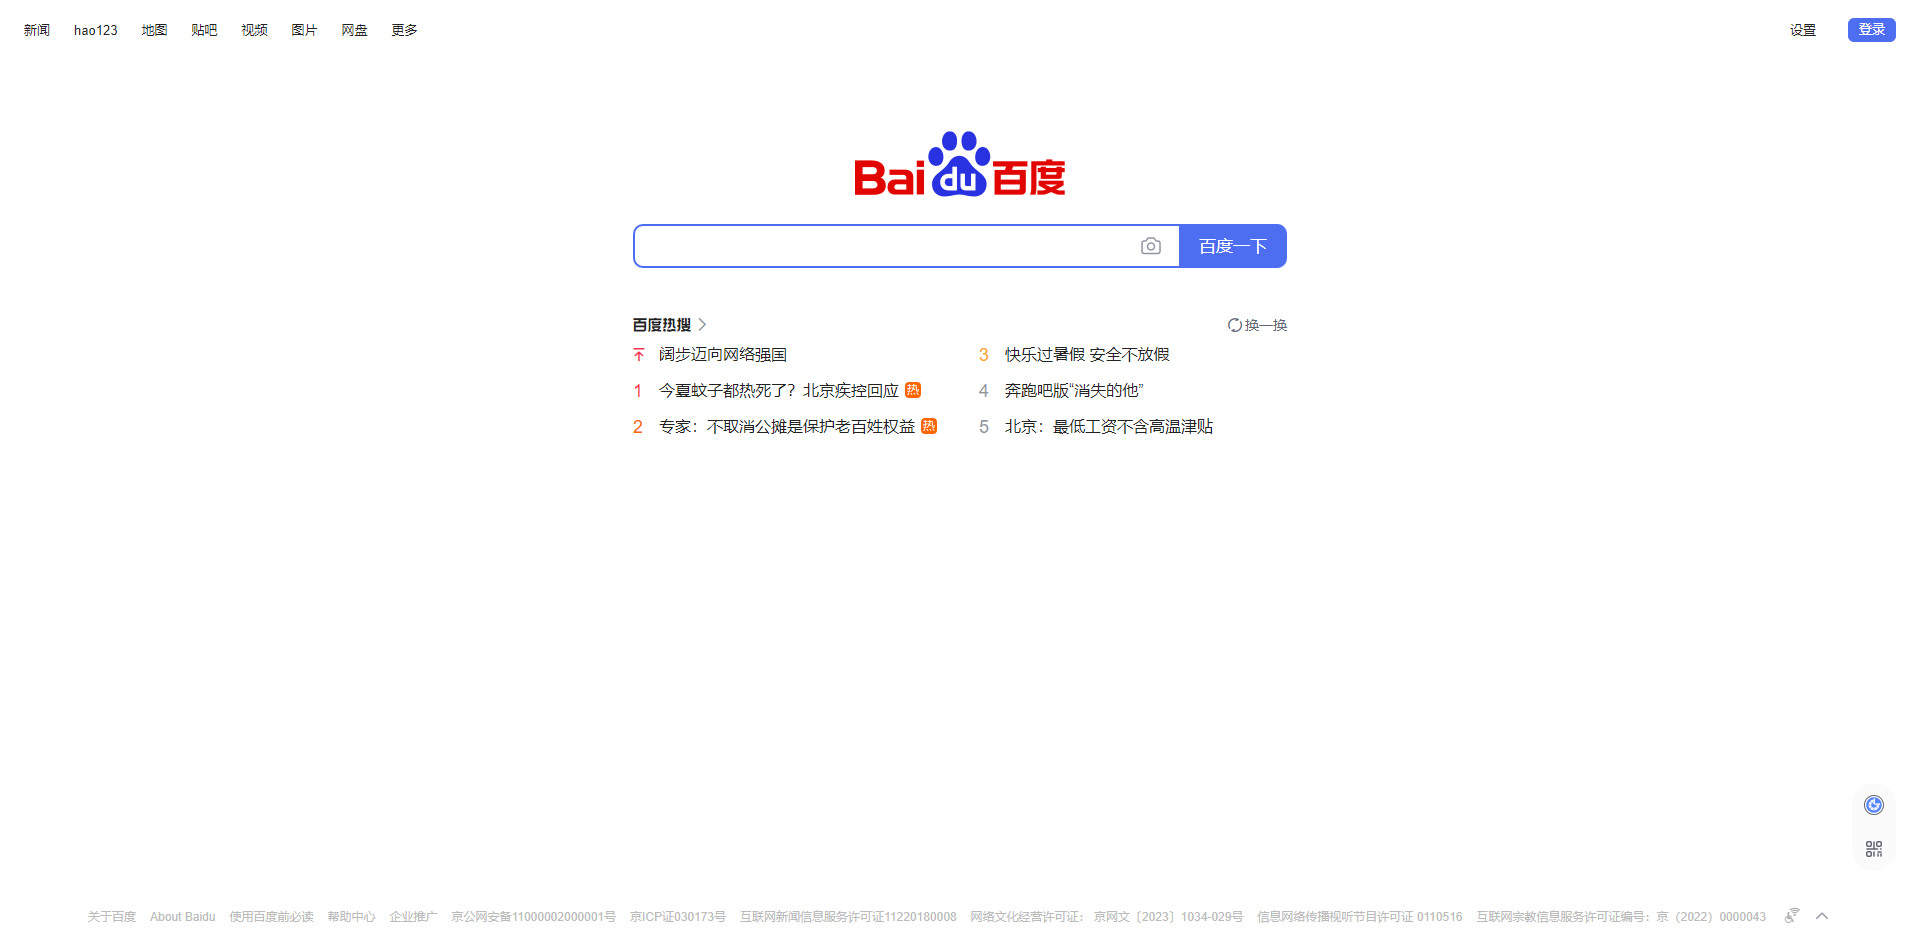 新闻 hao123 地图 贴吧 视频 图片 网盘 更多 设置 登录
Baidu百度
百度一下
百度热搜 换一换
阔步迈向网络强国
1 今夏蚊子都热死了？北京疾控回应 热
2 专家：不取消公摊是保护老百姓权益 热
3 快乐过暑假 安全不放假
4 奔跑吧版“消失的他”
5 北京：最低工资不含高温津贴
关于百度 About Baidu 使用百度前必读 帮助中心 企业推广 京公网安备11000002000001号 京ICP证030173号 互联网新闻信息服务许可证11220180008 网络文化经营许可证： 京网文〔2023〕1034-029号 信息网络传播视听节目许可证 0110516 互联网宗教信息服务许可证编号：京（2022）0000043